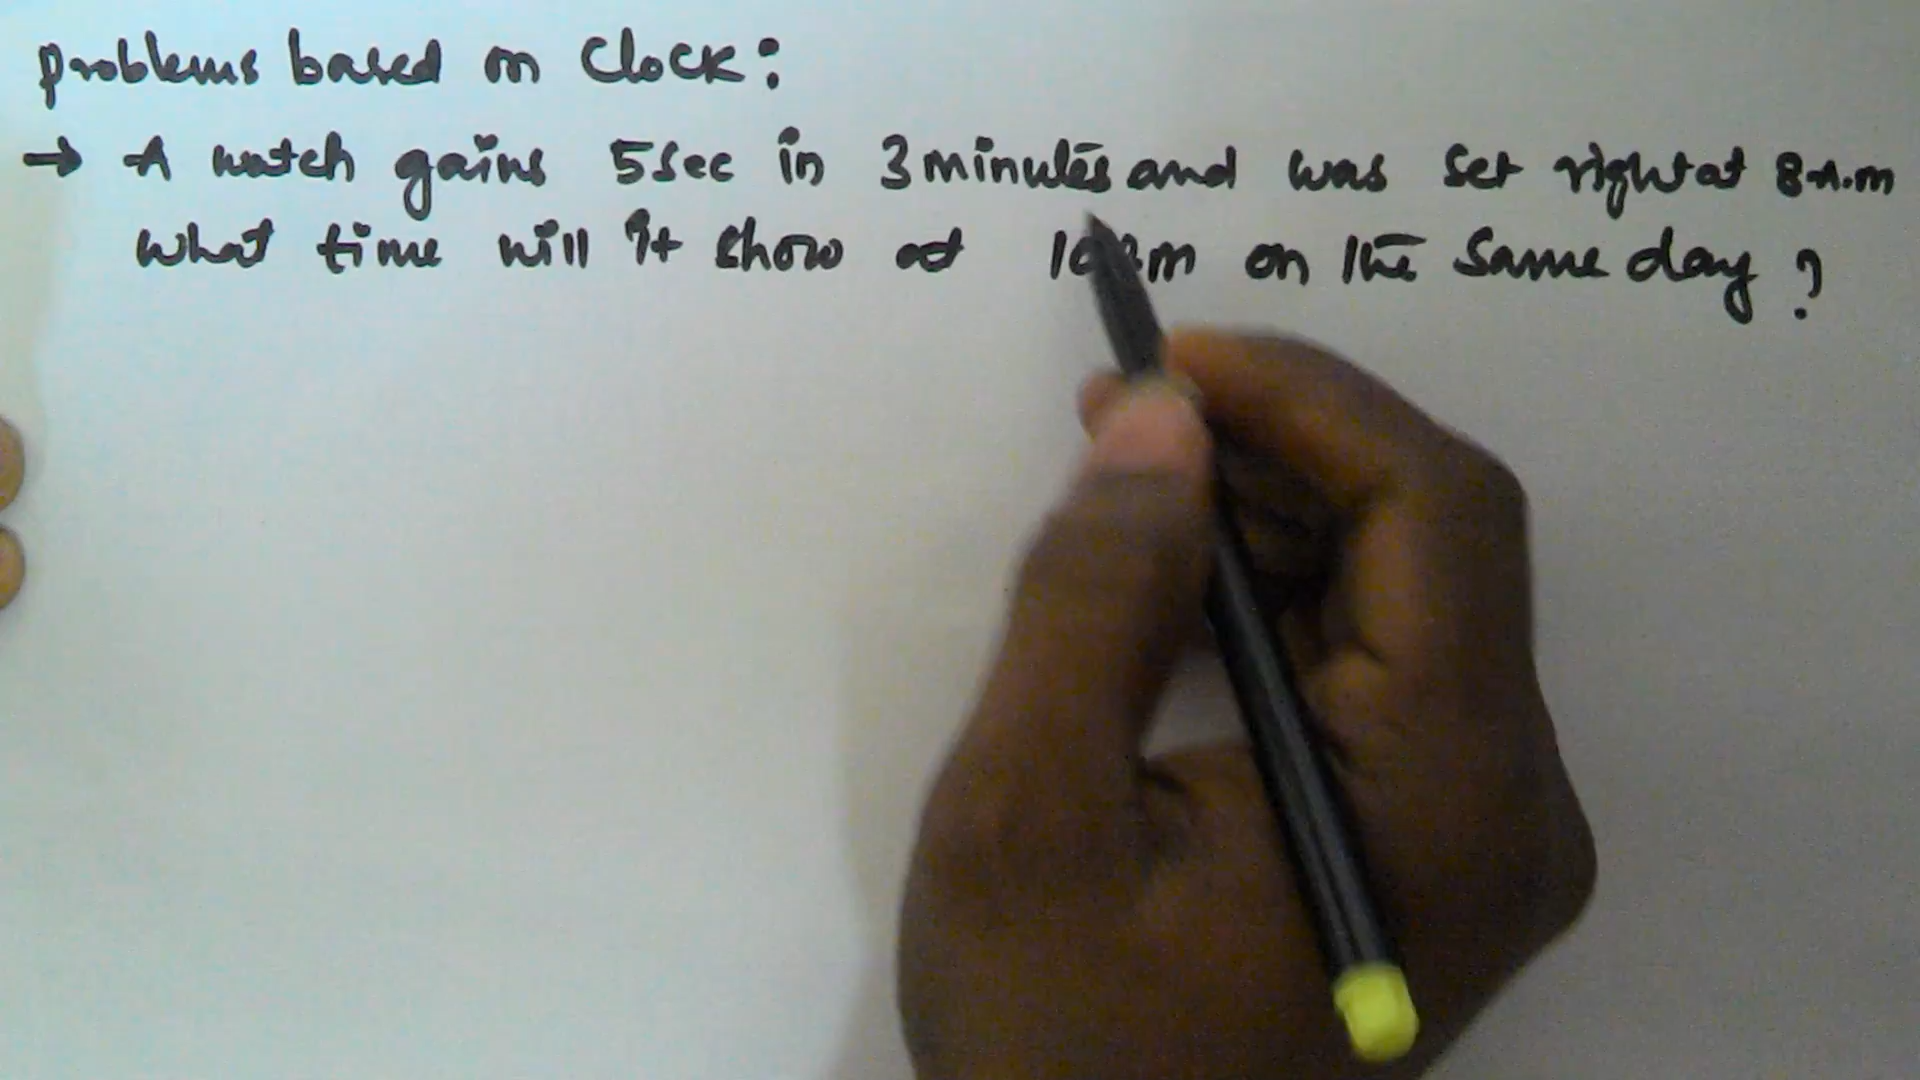 problems based on Clock:
→ A watch gains 5sec in 3minutes and was set right at 8A.m
what time will it show at on the same day ?